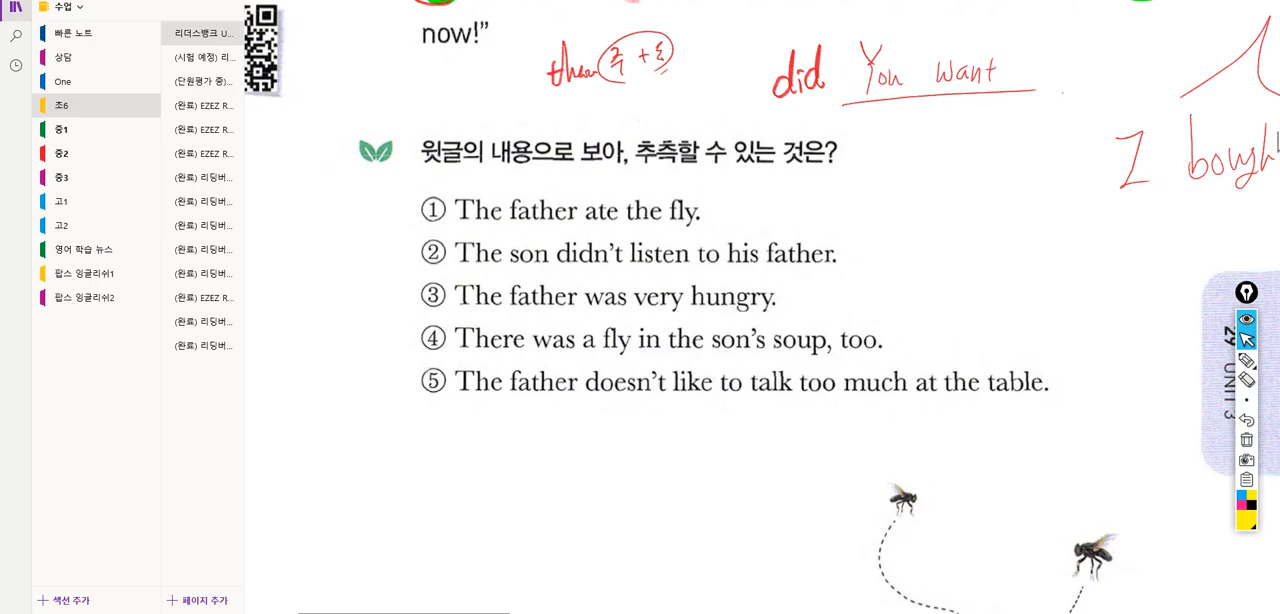 수업
빠른 노트
상담
One
초6
중1
중2
중3
고1
고2
영어 학습 뉴스
팝스 잉글리쉬1
팝스 잉글리쉬2
색션 추가
리더스뱅크 U...
(시험 예정) 리...
(단원평가 중)...
(완료) EZEZ R...
(완료) EZEZ R...
(완료) EZEZ R...
(완료) 리딩버...
(완료) 리딩버...
(완료) 리딩버...
(완료) 리딩버...
(완료) 리딩버...
(완료) EZEZ R...
(완료) 리딩버...
(완료) 리딩버...
페이지 추가
now!”
then 주 + 동
did You want
I bough
윗글의 내용으로 보아, 추측할 수 있는 것은?
① The father ate the fly.
② The son didn’t listen to his father.
③ The father was very hungry.
④ There was a fly in the son’s soup, too.
⑤ The father doesn’t like to talk too much at the table.
29 UNIT 3